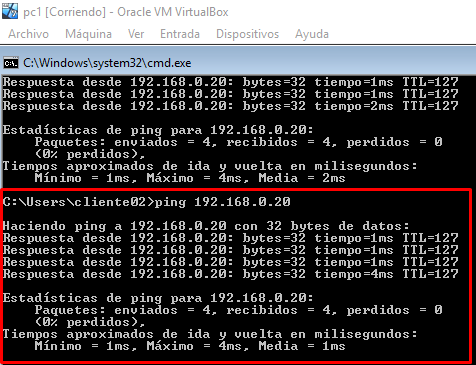 pc1 [Corriendo] - Oracle VM VirtualBox
Archivo Máquina Ver Entrada Dispositivos Ayuda
C:\Windows\system32\cmd.exe
Respuesta desde 192.168.0.20: bytes=32 tiempo=1ms TTL=127
Respuesta desde 192.168.0.20: bytes=32 tiempo=1ms TTL=127
Respuesta desde 192.168.0.20: bytes=32 tiempo=2ms TTL=127
Estadísticas de ping para 192.168.0.20:
Paquetes: enviados = 4, recibidos = 4, perdidos = 0
(0% perdidos),
Tiempos aproximados de ida y vuelta en milisegundos:
Mínimo = 1ms, Máximo = 4ms, Media = 2ms
C:\Users\cliente02>ping 192.168.0.20
Haciendo ping a 192.168.0.20 con 32 bytes de datos:
Respuesta desde 192.168.0.20: bytes=32 tiempo=1ms TTL=127
Respuesta desde 192.168.0.20: bytes=32 tiempo=1ms TTL=127
Respuesta desde 192.168.0.20: bytes=32 tiempo=1ms TTL=127
Respuesta desde 192.168.0.20: bytes=32 tiempo=4ms TTL=127
Estadísticas de ping para 192.168.0.20:
Paquetes: enviados = 4, recibidos = 4, perdidos = 0
(0% perdidos),
Tiempos aproximados de ida y vuelta en milisegundos:
Mínimo = 1ms, Máximo = 4ms, Media = 1ms